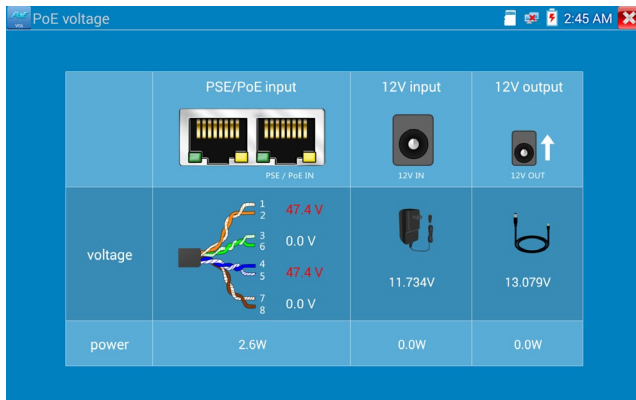 PoE voltage
2:45 AM
PSE/PoE input
12V input
12V output
PSE / PoE IN
12V IN
12V OUT
voltage
1
2
47.4 V
3
6
0.0 V
4
5
47.4 V
7
8
0.0 V
11.734V
13.079V
power
2.6W
0.0W
0.0W